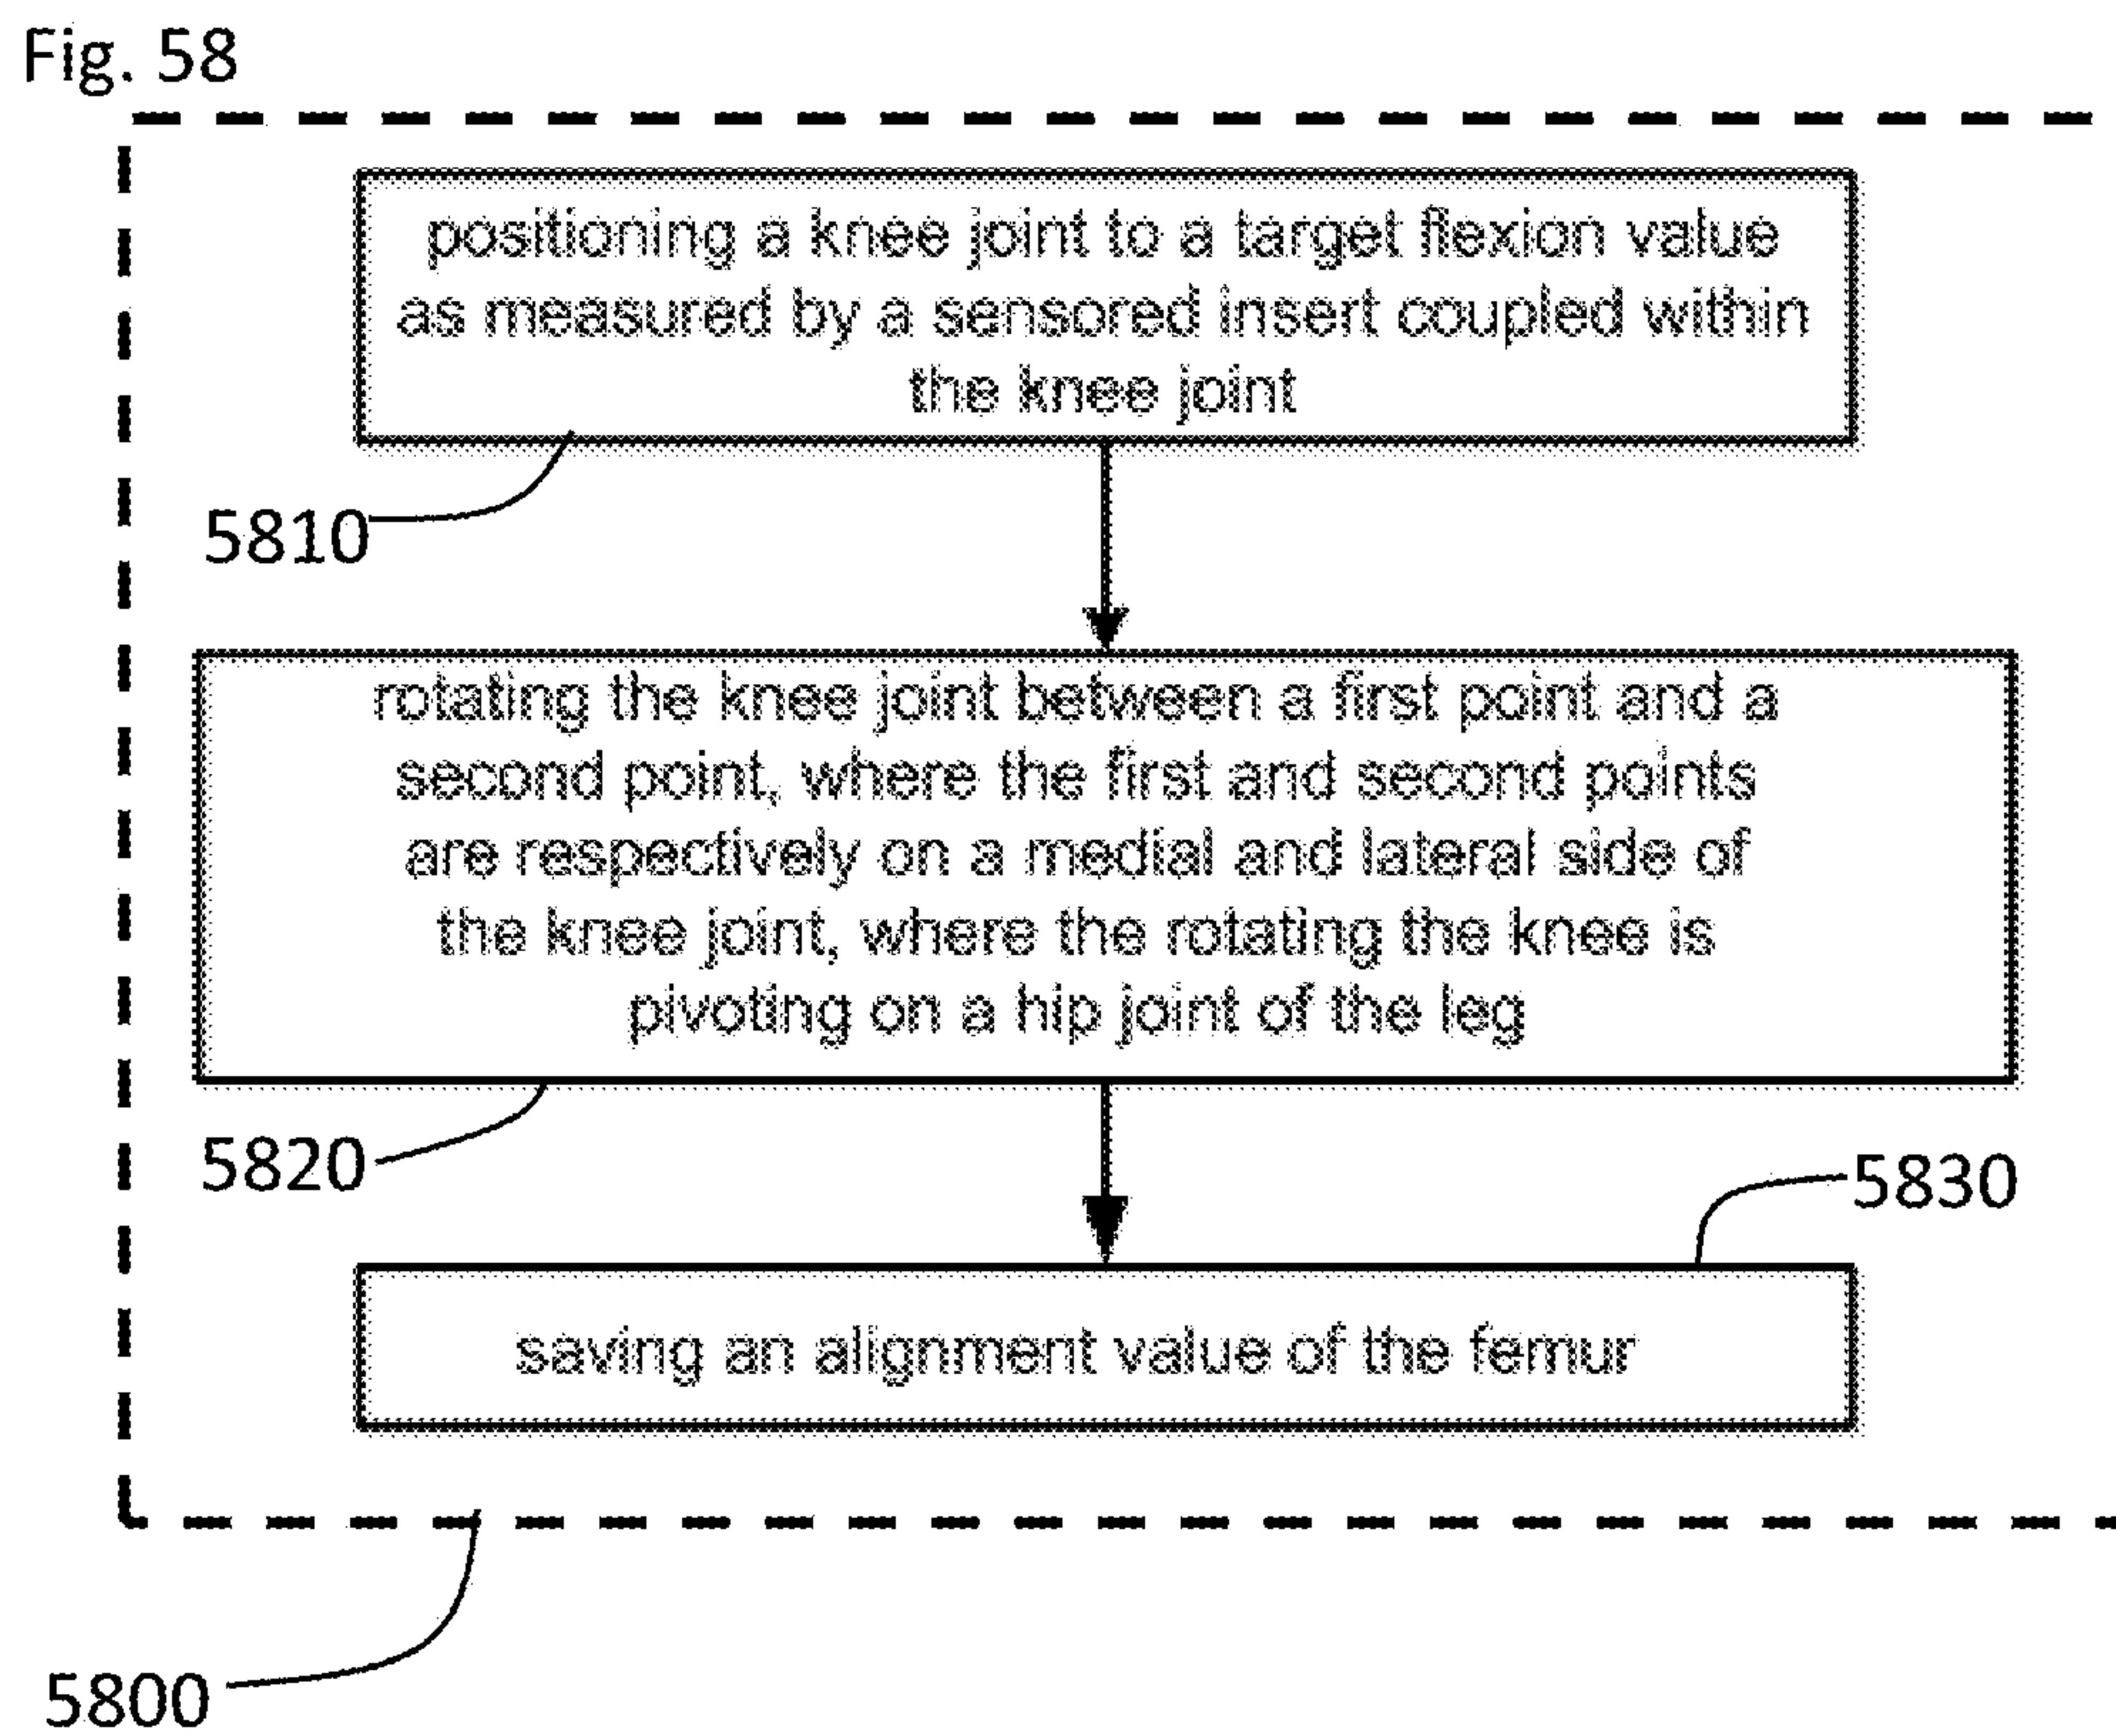 Fig. 58
positioning a knee joint to a target flexion value
as measured by a sensored insert coupled within
the knee joint
5810
rotating the knee joint between a first point and a
second point, where the first and second points
are respectively on a medial and lateral side of
the knee joint, where the rotating the knee is
pivoting on a hip joint of the leg
5820
5830
saving an alignment value of the femur
5800